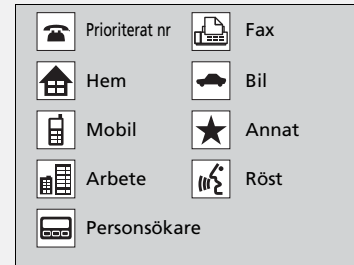 Prioriterat nr Fax
Hem Bil
Mobil Annat
Arbete Röst
Personsökare